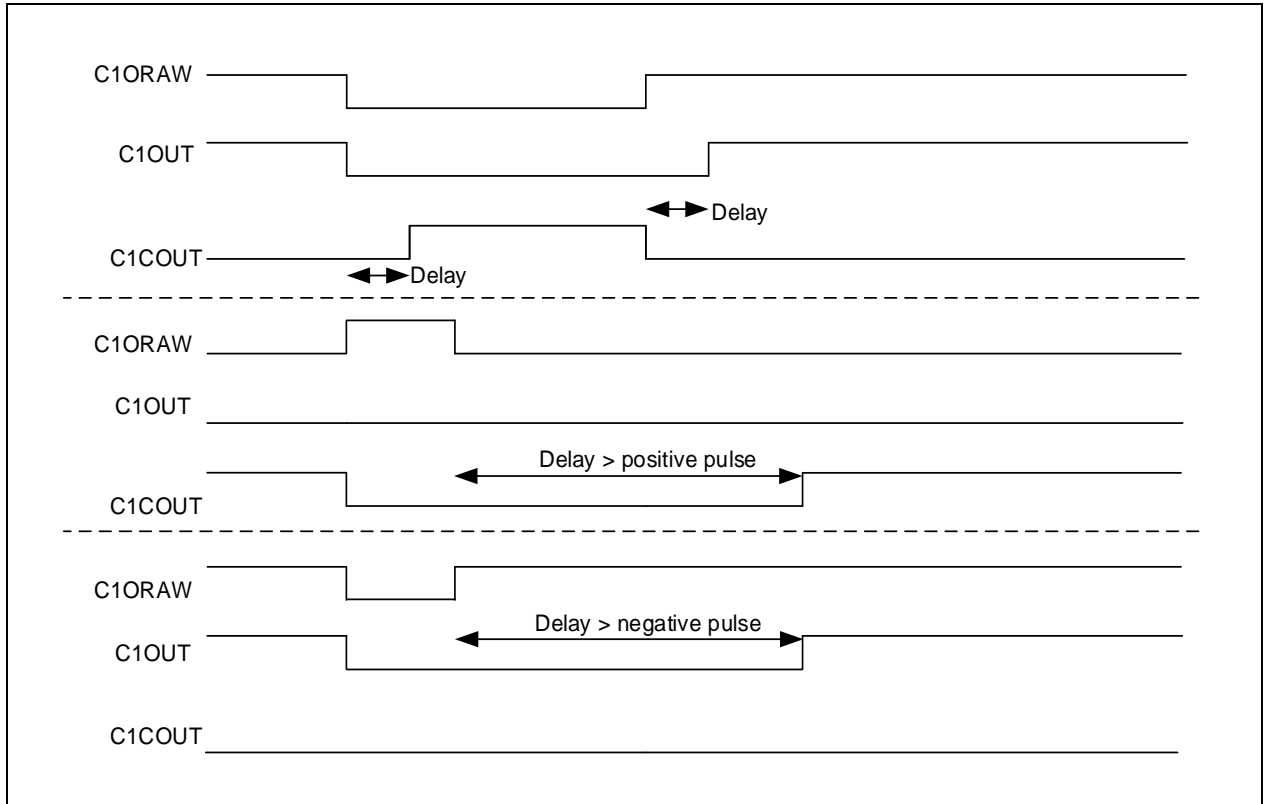 C1ORAW
C1OUT
Delay
C1COUT
Delay
C1ORAW
C1OUT
Delay > positive pulse
C1COUT
C1ORAW
Delay > negative pulse
C1OUT
C1COUT